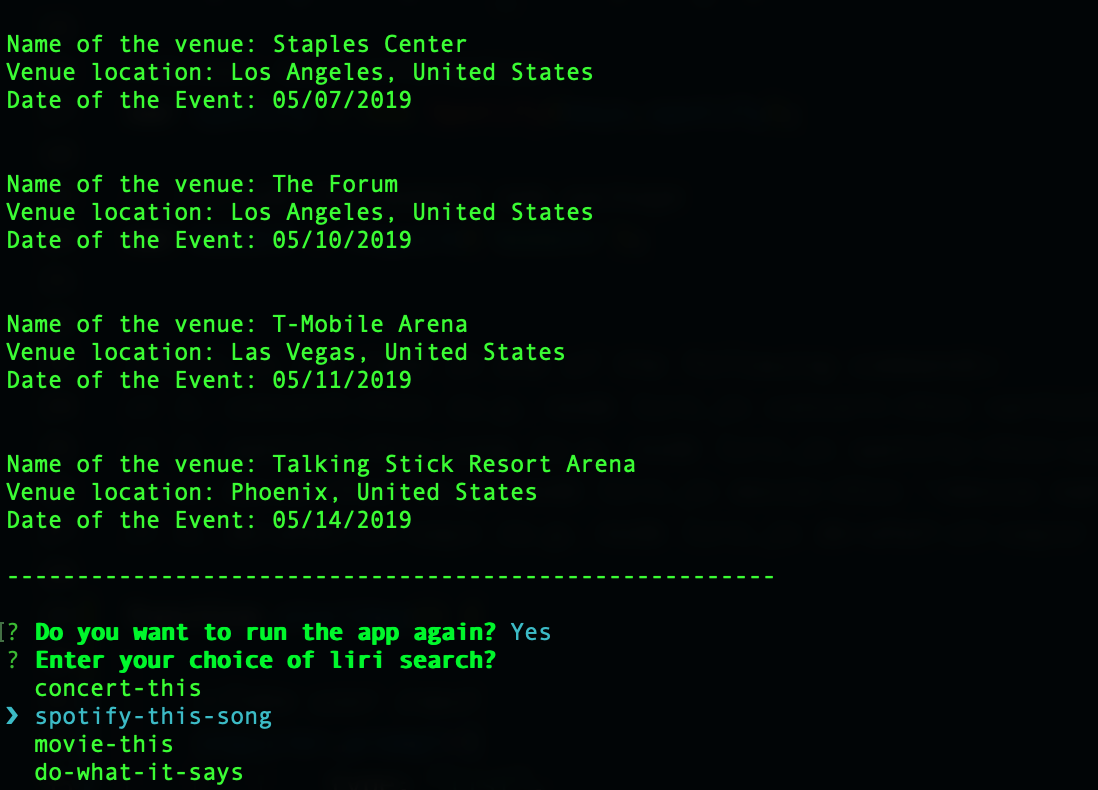 Name of the venue: Staples Center
Venue location: Los Angeles, United States
Date of the Event: 05/07/2019
Name of the venue: The Forum
Venue location: Los Angeles, United States
Date of the Event: 05/10/2019
Name of the venue: T-Mobile Arena
Venue location: Las Vegas, United States
Date of the Event: 05/11/2019
Name of the venue: Talking Stick Resort Arena
Venue location: Phoenix, United States
Date of the Event: 05/14/2019
-------------------------------------------------------
[? Do you want to run the app again? Yes
? Enter your choice of liri search?
concert-this
❯ spotify-this-song
movie-this
do-what-it-says